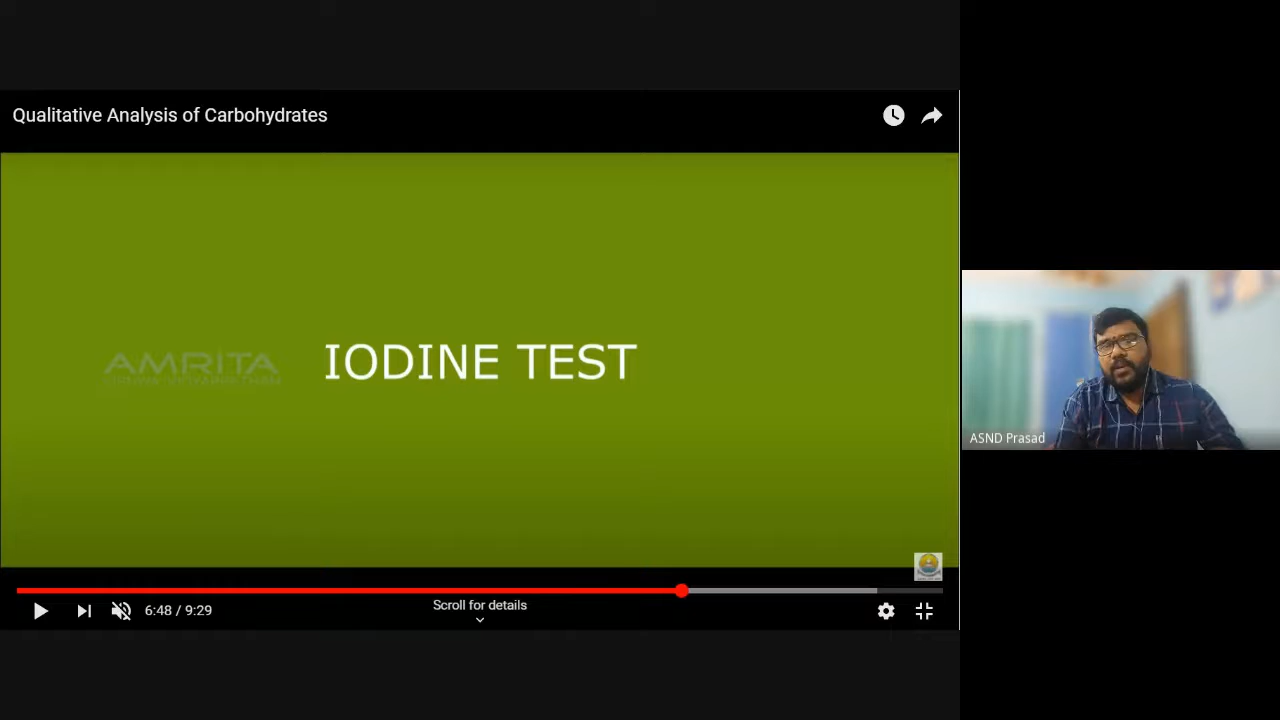 Qualitative Analysis of Carbohydrates
AMRITA
IODINE TEST
ASND Prasad
6:48 / 9:29
Scroll for details